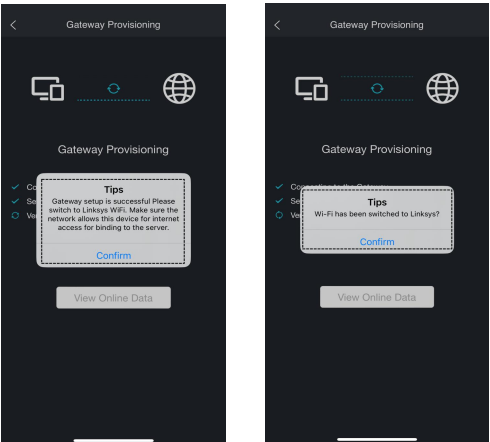 Gateway Provisioning
Gateway Provisioning
Tips
Gateway setup is successful Please
switch to Linksys WiFi. Make sure the
network allows this device for internet
access for binding to the server.
Confirm
View Online Data
Gateway Provisioning
Gateway Provisioning
Tips
Wi-Fi has been switched to Linksys?
Confirm
View Online Data